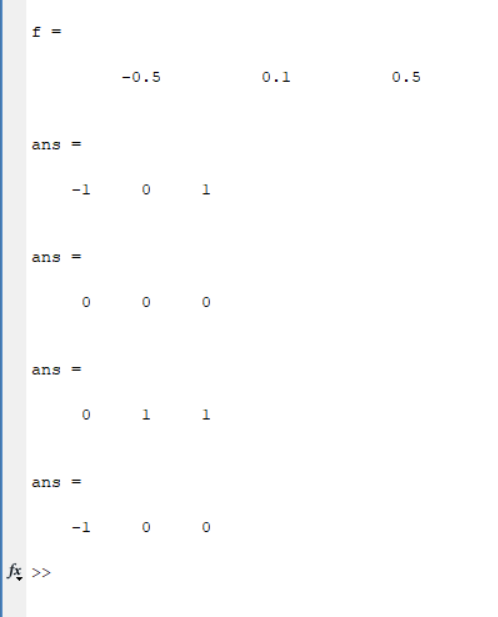 f =
-0.5 0.1 0.5
ans =
-1 0 1
ans =
0 0 0
ans =
0 1 1
ans =
-1 0 0
fx >>